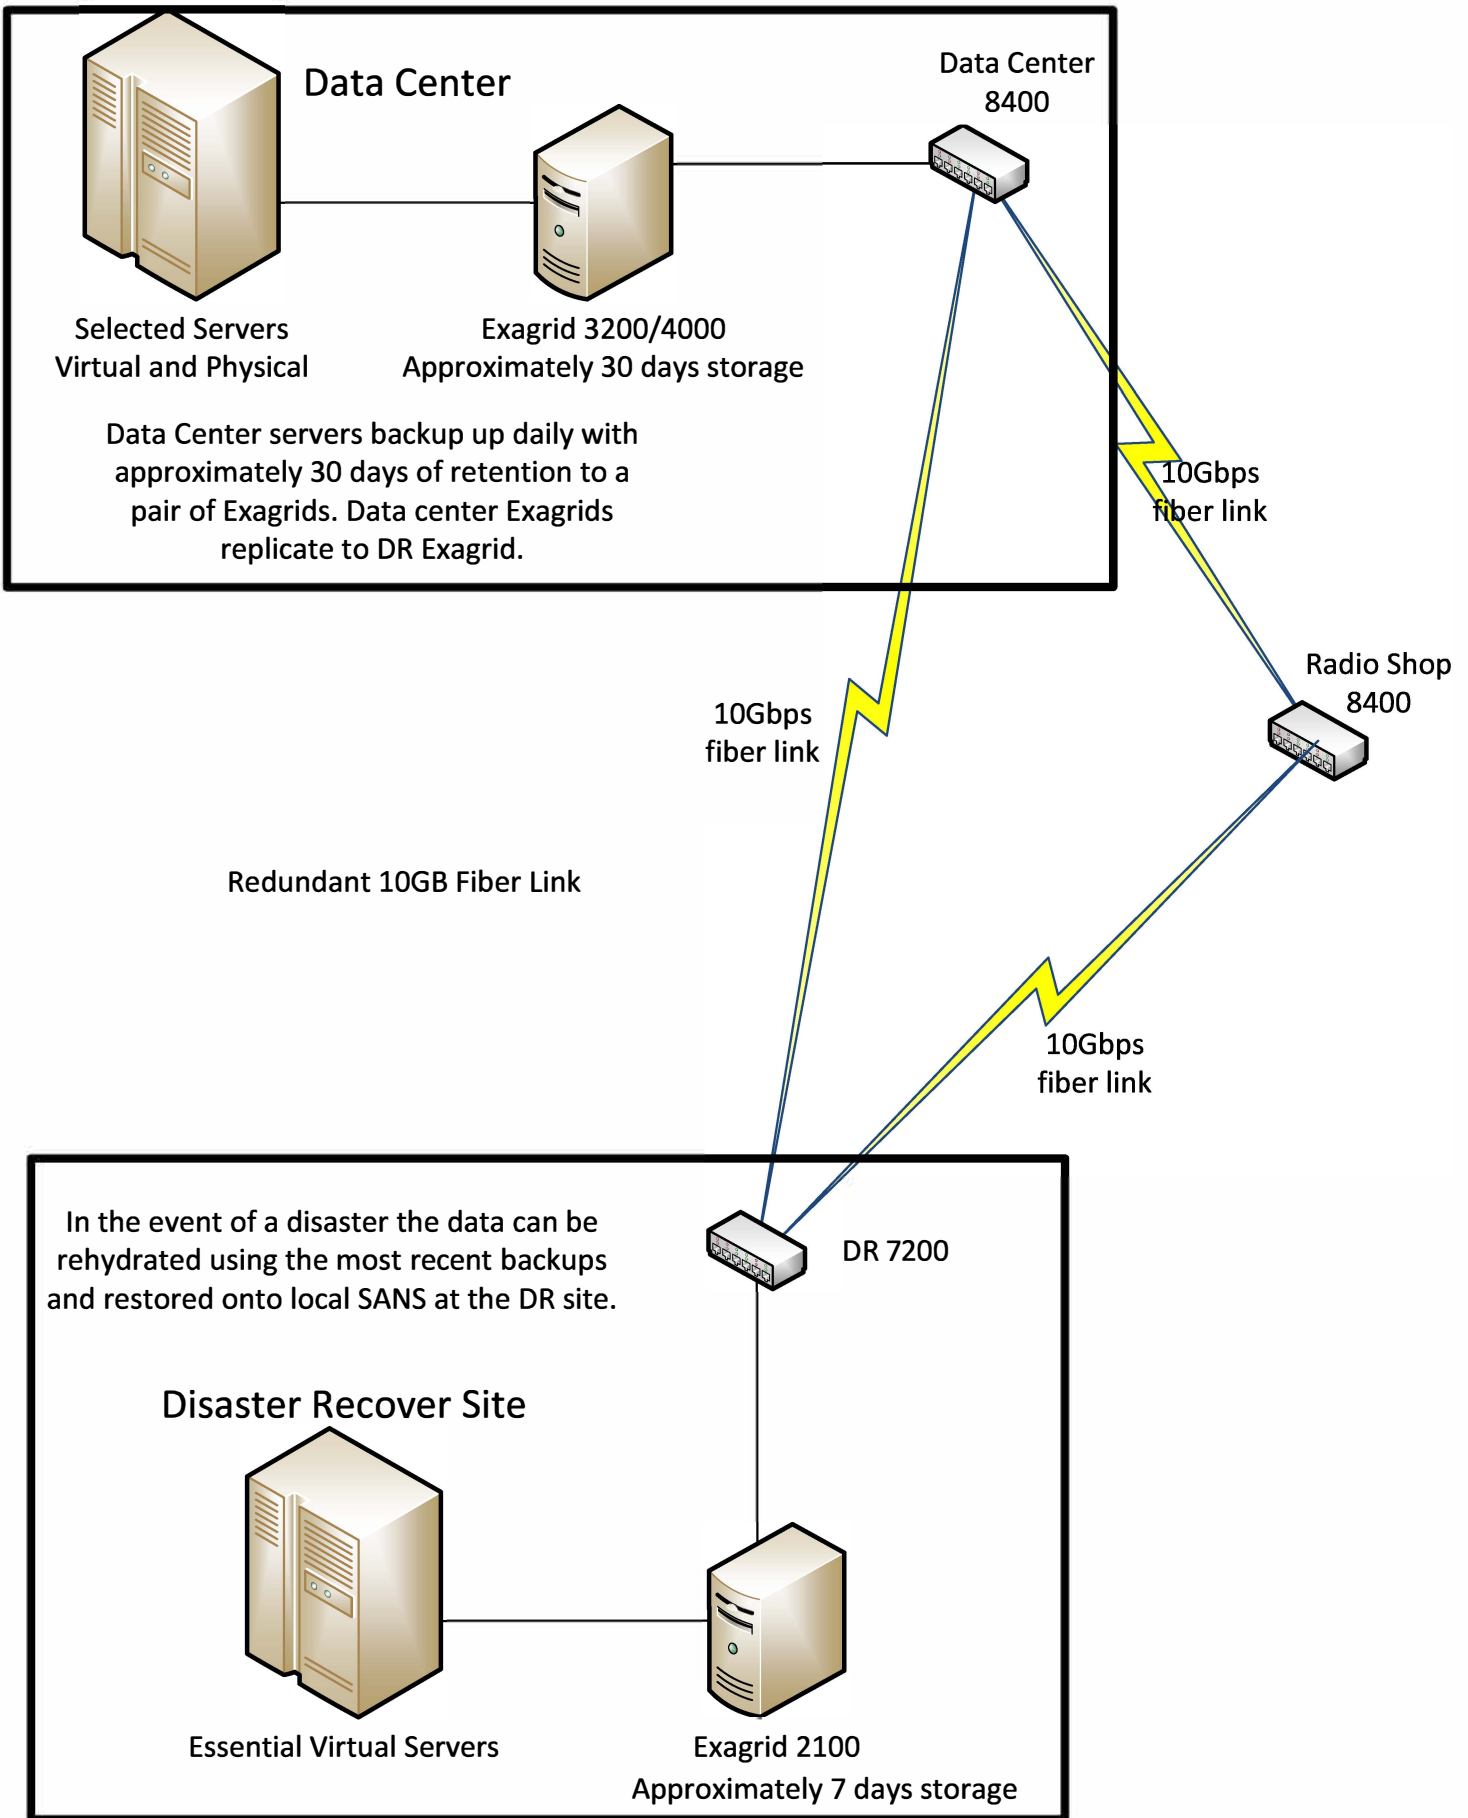 Data Center
Data Center
8400
Selected Servers
Virtual and Physical
Exagrid 3200/4000
Approximately 30 days storage
Data Center servers backup up daily with
approximately 30 days of retention to a
pair of Exagrids. Data center Exagrids
replicate to DR Exagrid.
10Gbps
fiber link
Radio Shop
8400
10Gbps
fiber link
Redundant 10GB Fiber Link
10Gbps
fiber link
In the event of a disaster the data can be
rehydrated using the most recent backups
and restored onto local SANS at the DR site.
DR 7200
Disaster Recover Site
Essential Virtual Servers
Exagrid 2100
Approximately 7 days storage